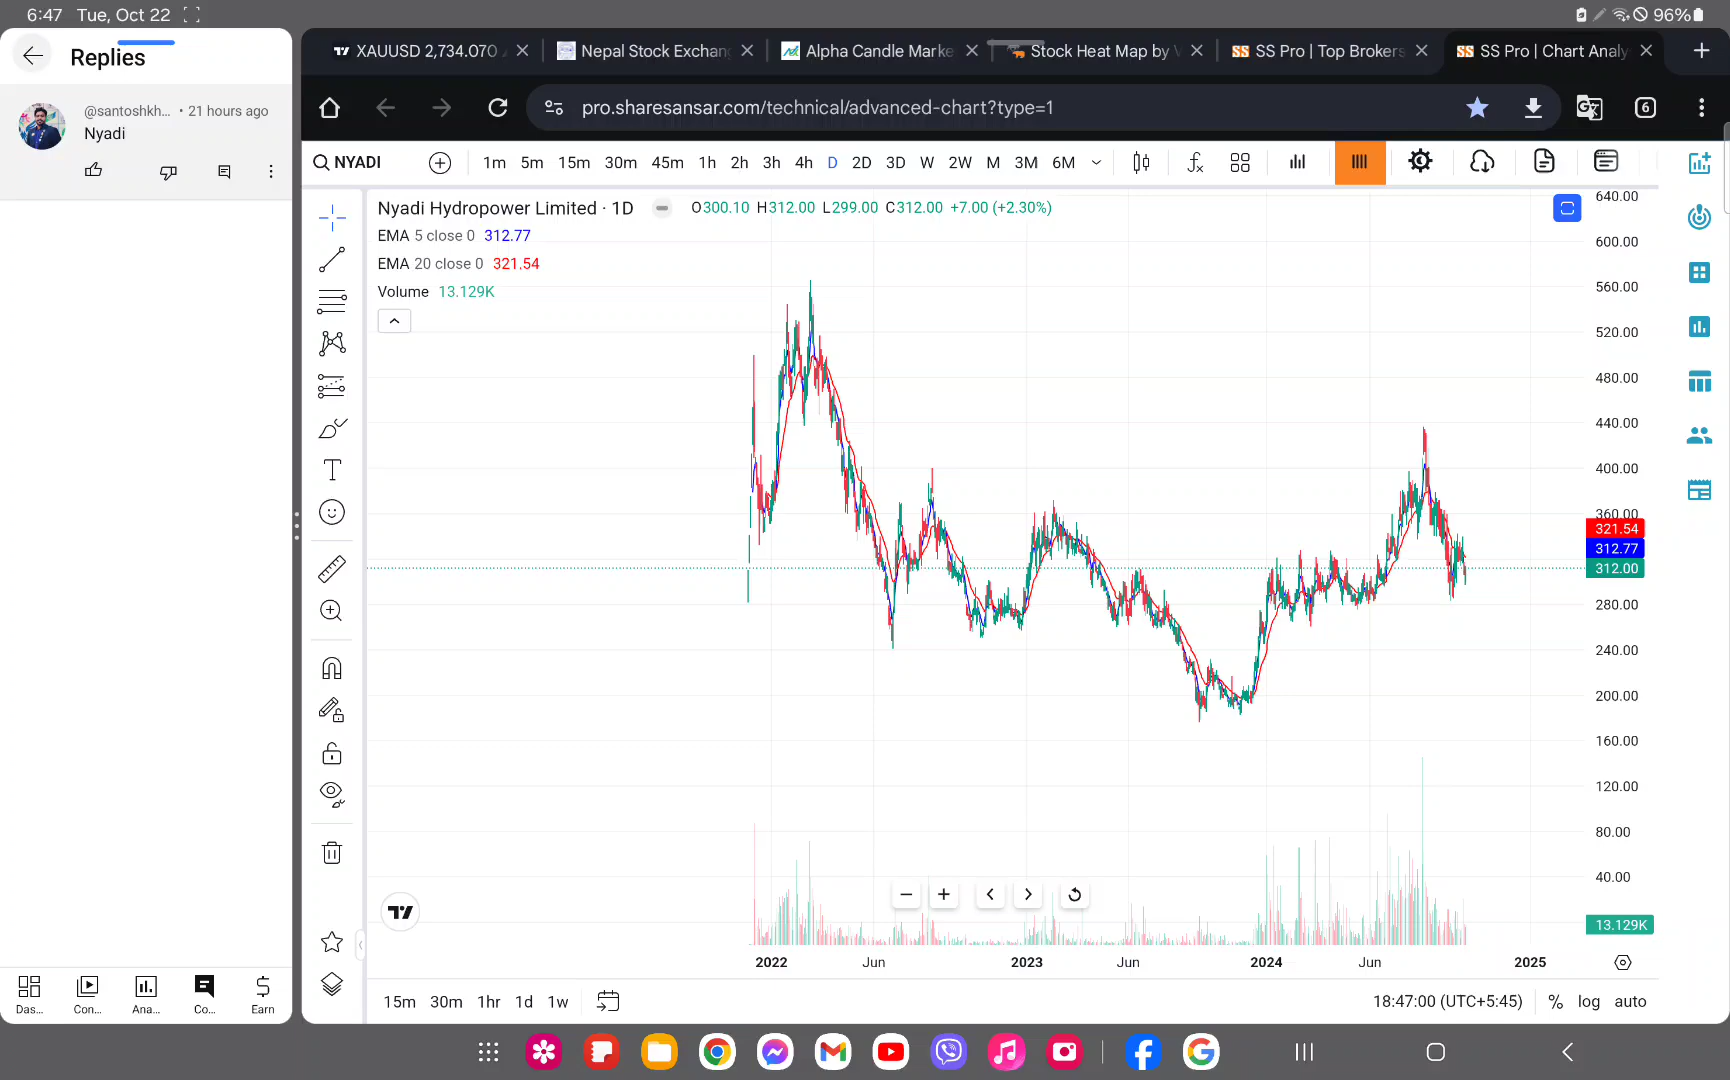 6:47 Tue, Oct 22
96%
Replies
@santoshkh... • 21 hours ago
Nyadi
Das...
Con...
Ana...
Co...
Earn
XAUUSD 2,734.070
Nepal Stock Exchan
Alpha Candle Marke
Stock Heat Map by
SS Pro | Top Brokers
SS Pro | Chart Analy
pro.sharesansar.com/technical/advanced-chart?type=1
6
NYADI
1m 5m 15m 30m 45m 1h 2h 3h 4h D 2D 3D W 2W M 3M 6M
Nyadi Hydropower Limited · 1D
O300.10 H312.00 L299.00 C312.00 +7.00 (+2.30%)
EMA 5 close 0 312.77
EMA 20 close 0 321.54
Volume 13.129K
640.00
600.00
560.00
520.00
480.00
440.00
400.00
360.00
321.54
312.77
312.00
280.00
240.00
200.00
160.00
120.00
80.00
40.00
13.129K
2022 Jun 2023 Jun 2024 Jun 2025
15m 30m 1hr 1d 1w
18:47:00 (UTC+5:45) % log auto